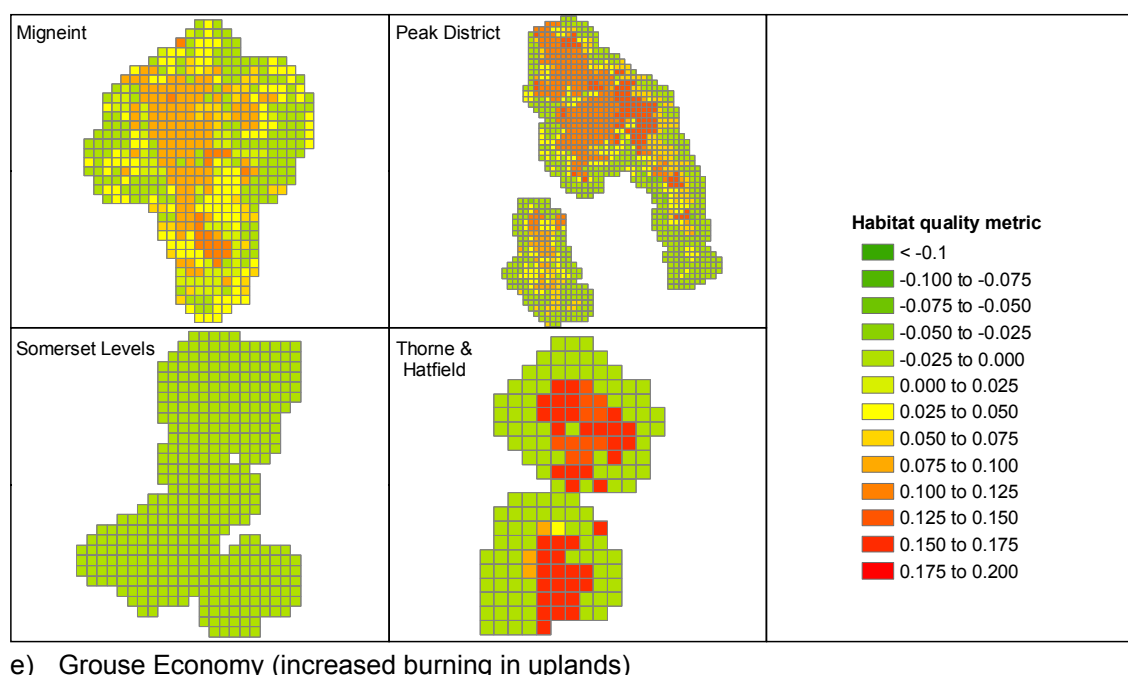 Migneint
Peak District
Somerset Levels
Thorne &
Hatfield
Habitat quality metric
< -0.1
-0.100 to -0.075
-0.075 to -0.050
-0.050 to -0.025
-0.025 to 0.000
0.000 to 0.025
0.025 to 0.050
0.050 to 0.075
0.075 to 0.100
0.100 to 0.125
0.125 to 0.150
0.150 to 0.175
0.175 to 0.200
e) Grouse Economy (increased burning in uplands)